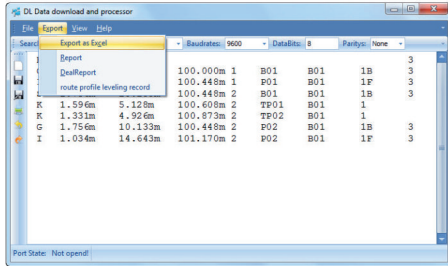 DL Data download and processor
File Export View Help
Export as Excel Baudrates: 9600 DataBits: 8 Paritys: None
Report 3
DealReport 100.000m 1 B01 B01 1B 3
100.448m 1 P01 B01 1F 3
route profile leveling record 100.448m 2 B01 B01 1B 3
K 1.596m 5.128m 100.608m 2 TP01 B01 1
K 1.331m 4.926m 100.873m 2 TP02 B01 1
G 1.756m 10.133m 100.448m 2 P02 B01 1B 3
I 1.034m 14.643m 101.170m 2 P02 B01 1F 3
Port State: Not opend!